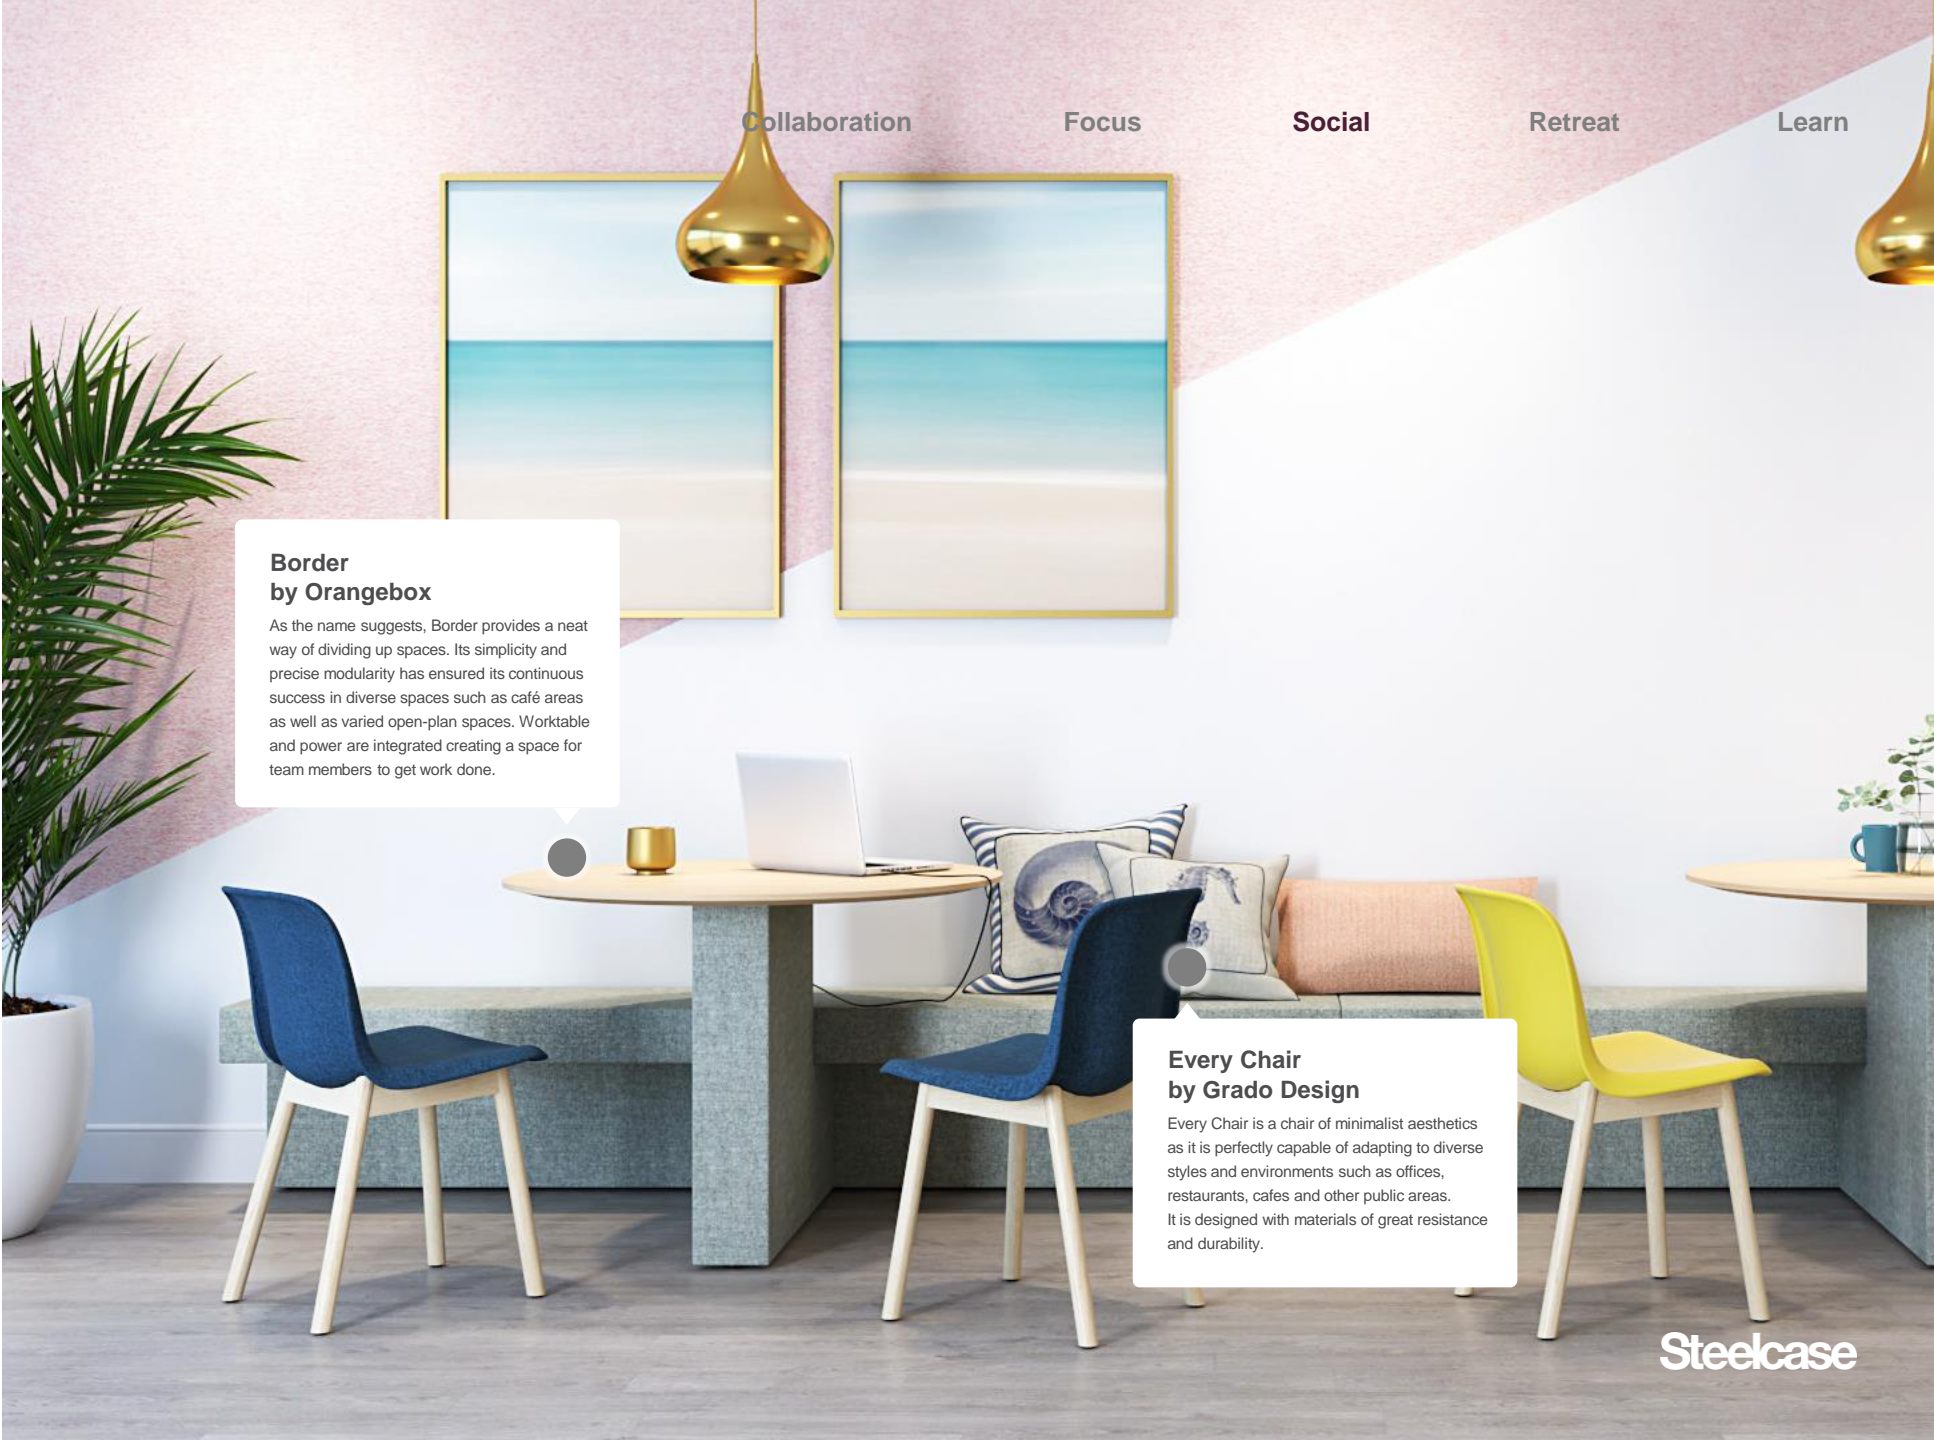 Collaboration Focus Social Retreat Learn
Border
by Orangebox
As the name suggests, Border provides a neat
way of dividing up spaces. Its simplicity and
precise modularity has ensured its continuous
success in diverse spaces such as café areas
as well as varied open-plan spaces. Worktable
and power are integrated creating a space for
team members to get work done.
Every Chair
by Grado Design
Every Chair is a chair of minimalist aesthetics
as it is perfectly capable of adapting to diverse
styles and environments such as offices,
restaurants, cafes and other public areas.
It is designed with materials of great resistance
and durability.
Steelcase